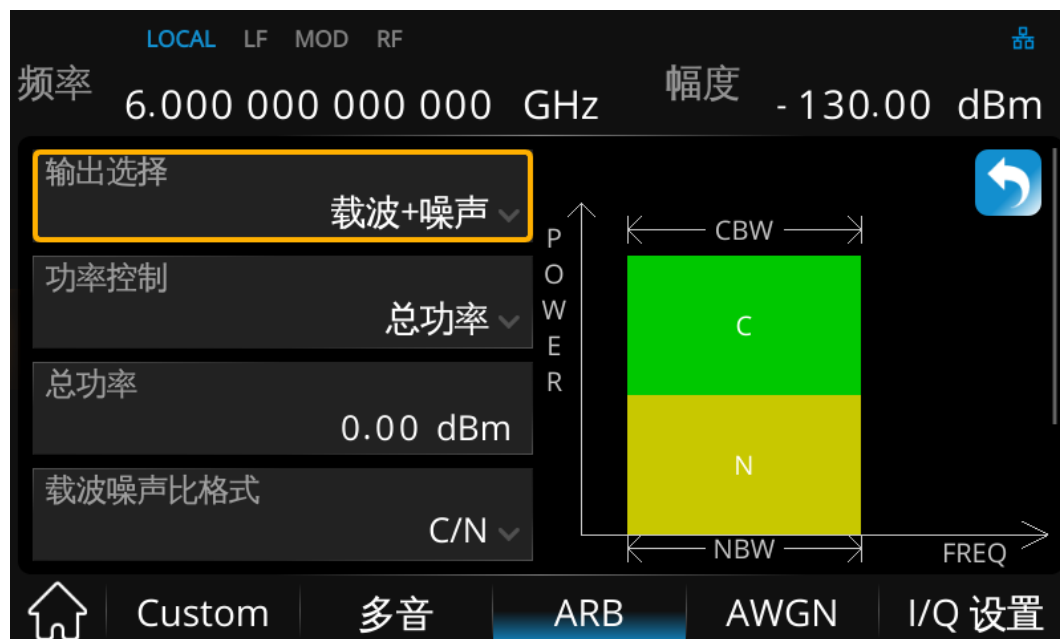 LOCAL LF MOD RF
频率 6.000 000 000 000 GHz 幅度 -130.00 dBm
输出选择
载波+噪声
功率控制
总功率
总功率
0.00 dBm
载波噪声比格式
C/N
POWER
CBW
C
N
NBW
FREQ
Custom 多音 ARB AWGN I/Q 设置